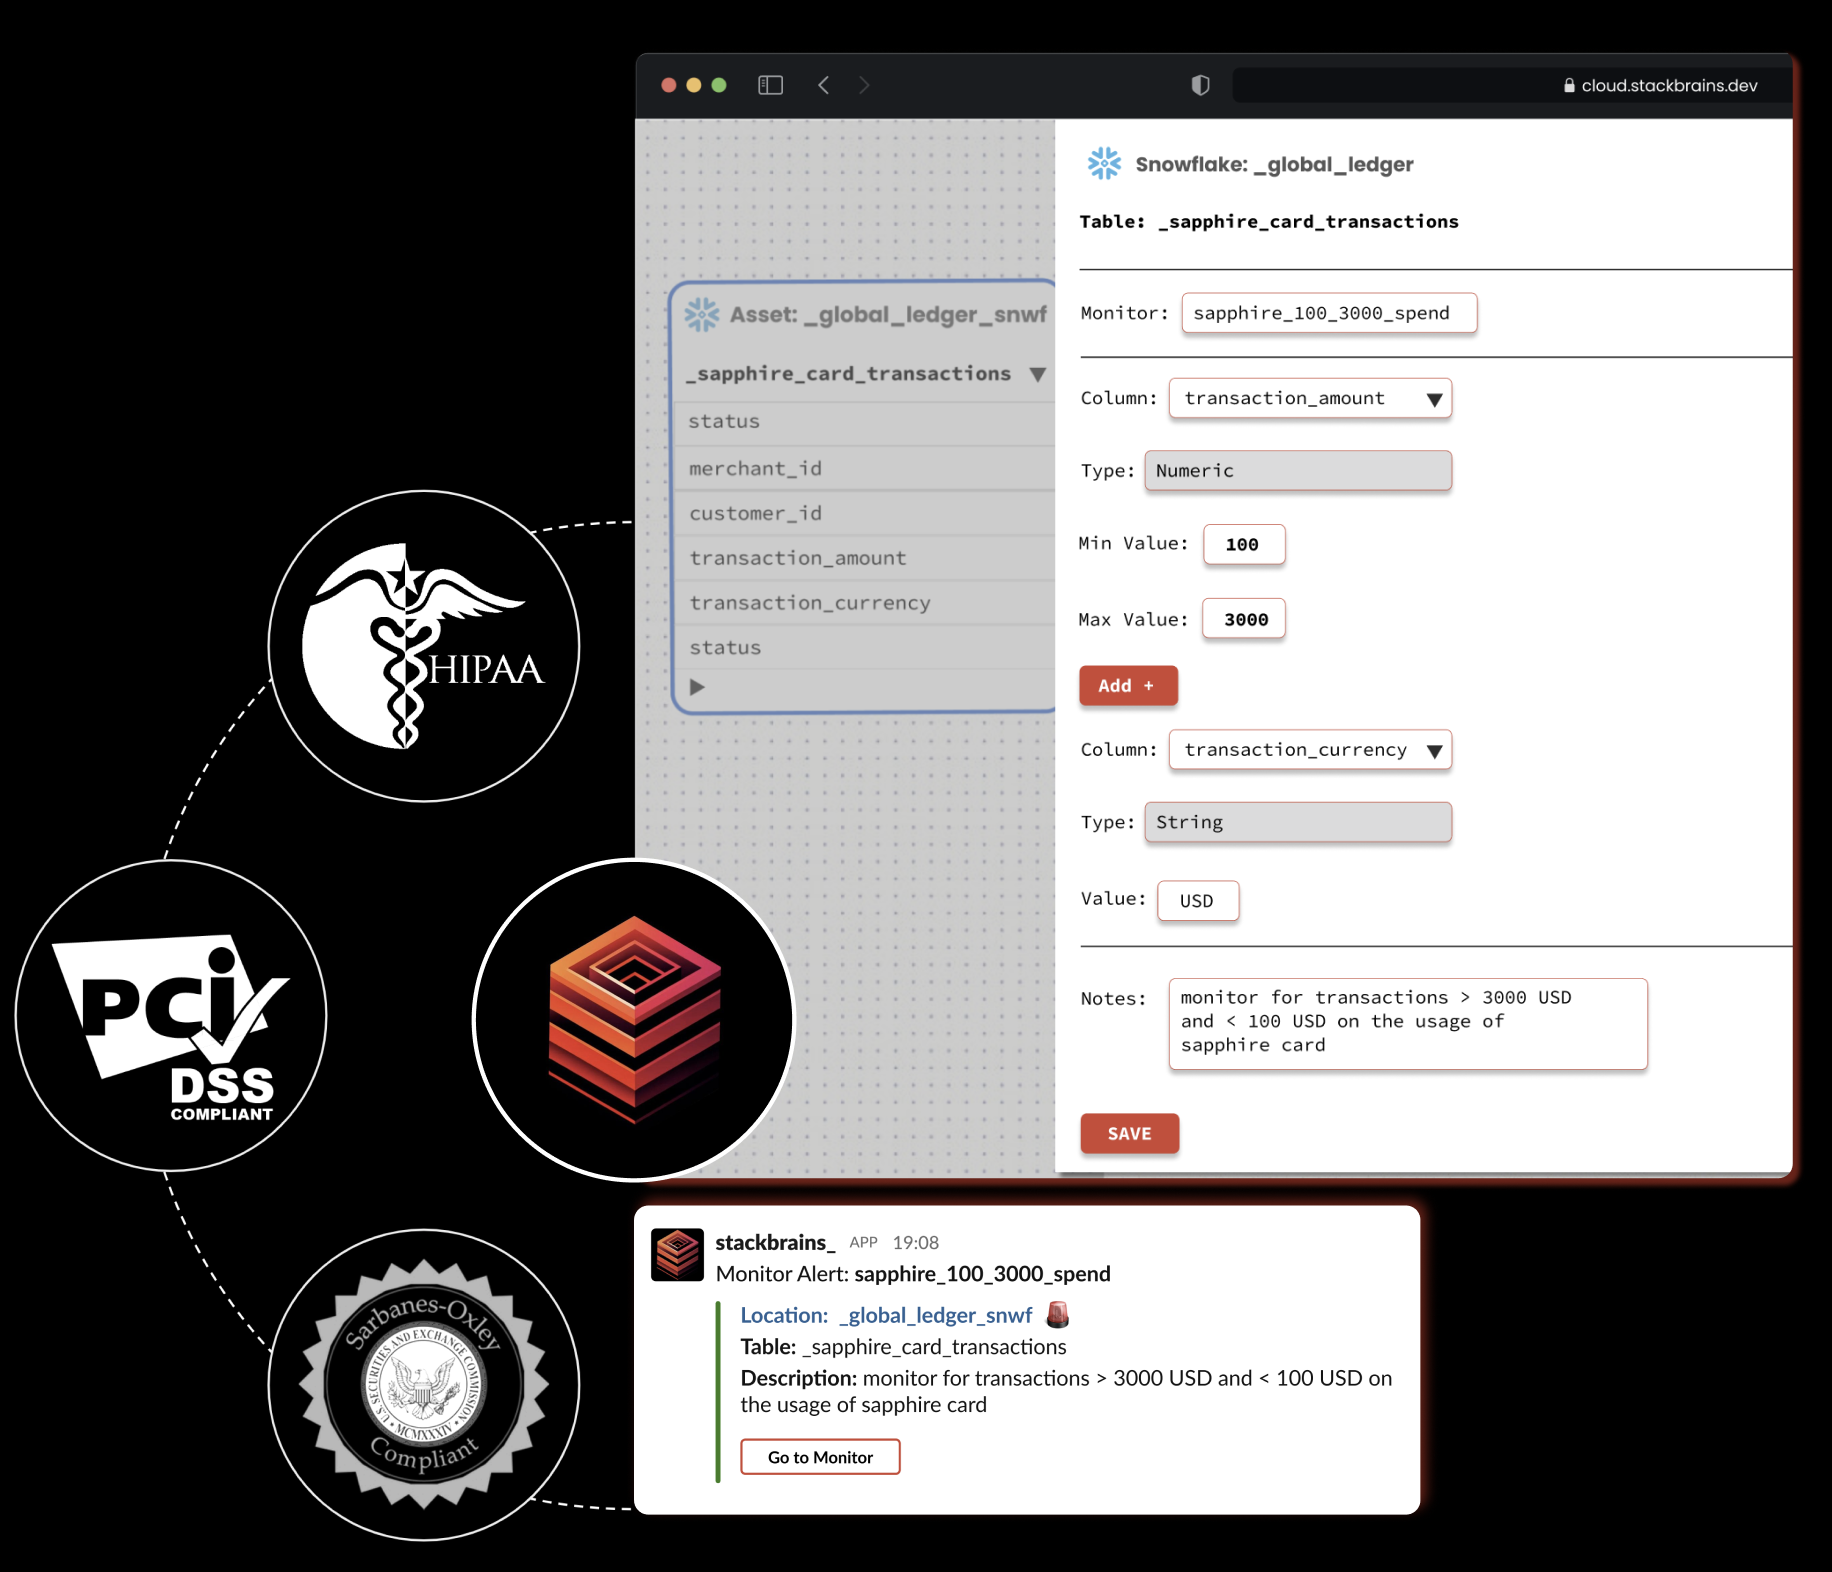 cloud.stackbrains.dev
Snowflake: _global_ledger
Table: _sapphire_card_transactions
Monitor: sapphire_100_3000_spend
Column: transaction_amount
Type: Numeric
Min Value: 100
Max Value: 3000
Add +
Column: transaction_currency
Type: String
Value: USD
Notes: monitor for transactions > 3000 USD
and < 100 USD on the usage of
sapphire card
SAVE
Asset: _global_ledger_snwf
_sapphire_card_transactions
status
merchant_id
customer_id
transaction_amount
transaction_currency
status
HIPAA
PCi
DSS
COMPLIANT
Sarbanes-Oxley
U.S. SECURITIES AND EXCHANGE COMMISSION
MCMXXXIV
Compliant
stackbrains_ APP 19:08
Monitor Alert: sapphire_100_3000_spend
Location: _global_ledger_snwf
Table: _sapphire_card_transactions
Description: monitor for transactions > 3000 USD and < 100 USD on
the usage of sapphire card
Go to Monitor